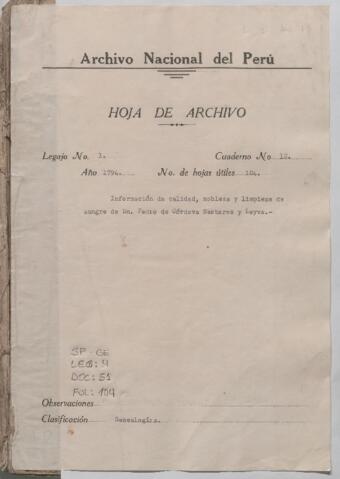 Archivo Nacional del Perú
HOJA DE ARCHIVO
Legajo No. 3. Cuaderno No 18.
Año 1794. No. de hojas útiles 104.
Información de calidad, nobleza y limpieza de
sangre de Dn. Pedro de Córdova Mantares y Leyva.-
SP-GE
LEG: 4
DOC: 51
FOL: 104
Observaciones
Clasificación Genealogía.